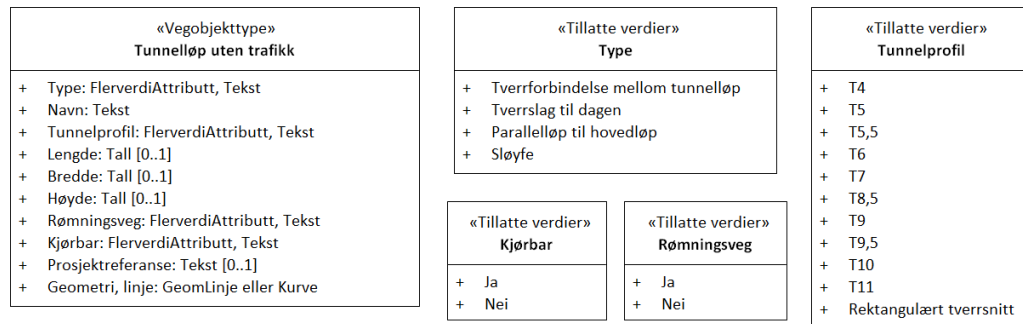 «Vegobjekttype»
Tunnelløp uten trafikk
+ Type: FlerverdiAttributt, Tekst
+ Navn: Tekst
+ Tunnelprofil: FlerverdiAttributt, Tekst
+ Lengde: Tall [0..1]
+ Bredde: Tall [0..1]
+ Høyde: Tall [0..1]
+ Rømningsveg: FlerverdiAttributt, Tekst
+ Kjørbar: FlerverdiAttributt, Tekst
+ Prosjektreferanse: Tekst [0..1]
+ Geometri, linje: GeomLinje eller Kurve
«Tillatte verdier»
Type
+ Tverrforbindelse mellom tunnelløp
+ Tverrslag til dagen
+ Parallelløp til hovedløp
+ Sløyfe
«Tillatte verdier»
Kjørbar
+ Ja
+ Nei
«Tillatte verdier»
Rømningsveg
+ Ja
+ Nei
«Tillatte verdier»
Tunnelprofil
+ T4
+ T5
+ T5,5
+ T6
+ T7
+ T8,5
+ T9
+ T9,5
+ T10
+ T11
+ Rektangulært tverrsnitt